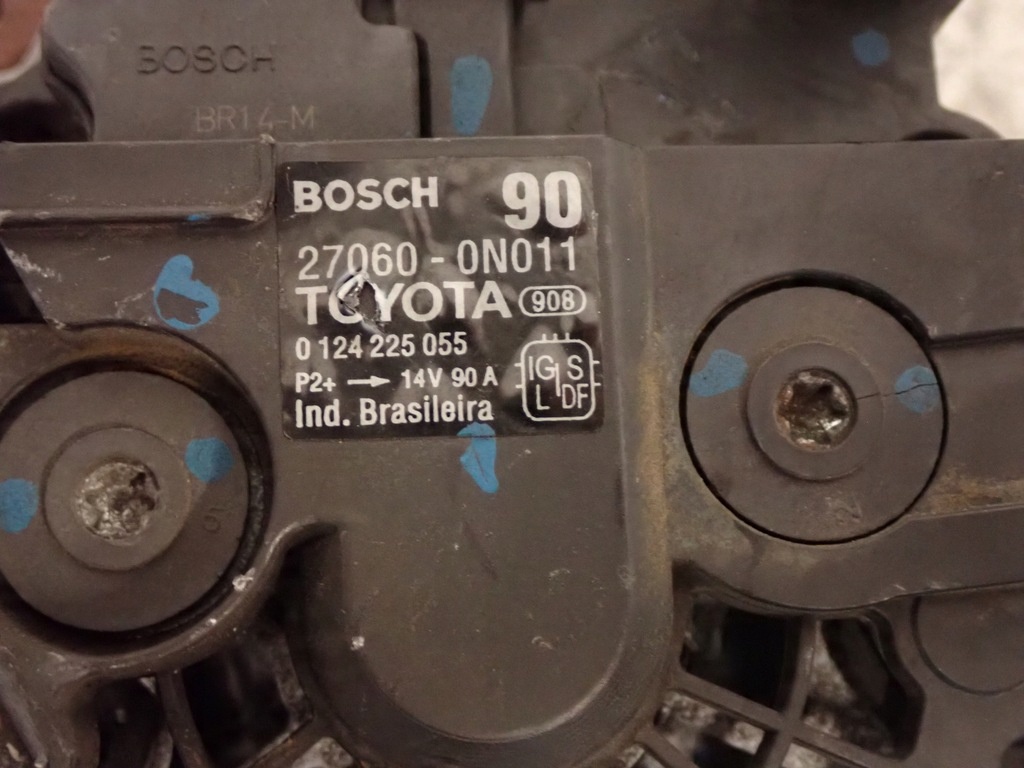 BOSCH
BR14-M
BOSCH 90
27060 - 0N011
TOYOTA 908
0 124 225 055
P2+ → 14V 90 A
IG S
L DF
Ind. Brasileira